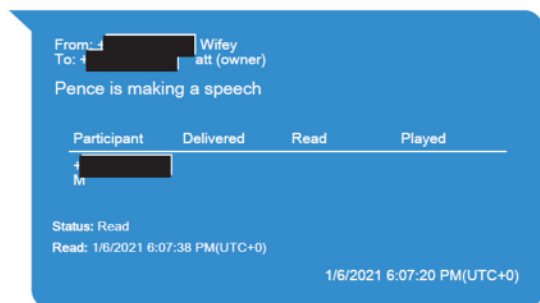 From: + Wifey
To: + att (owner)
Pence is making a speech
Participant Delivered Read Played
+
M
Status: Read
Read: 1/6/2021 6:07:38 PM(UTC+0)
1/6/2021 6:07:20 PM(UTC+0)